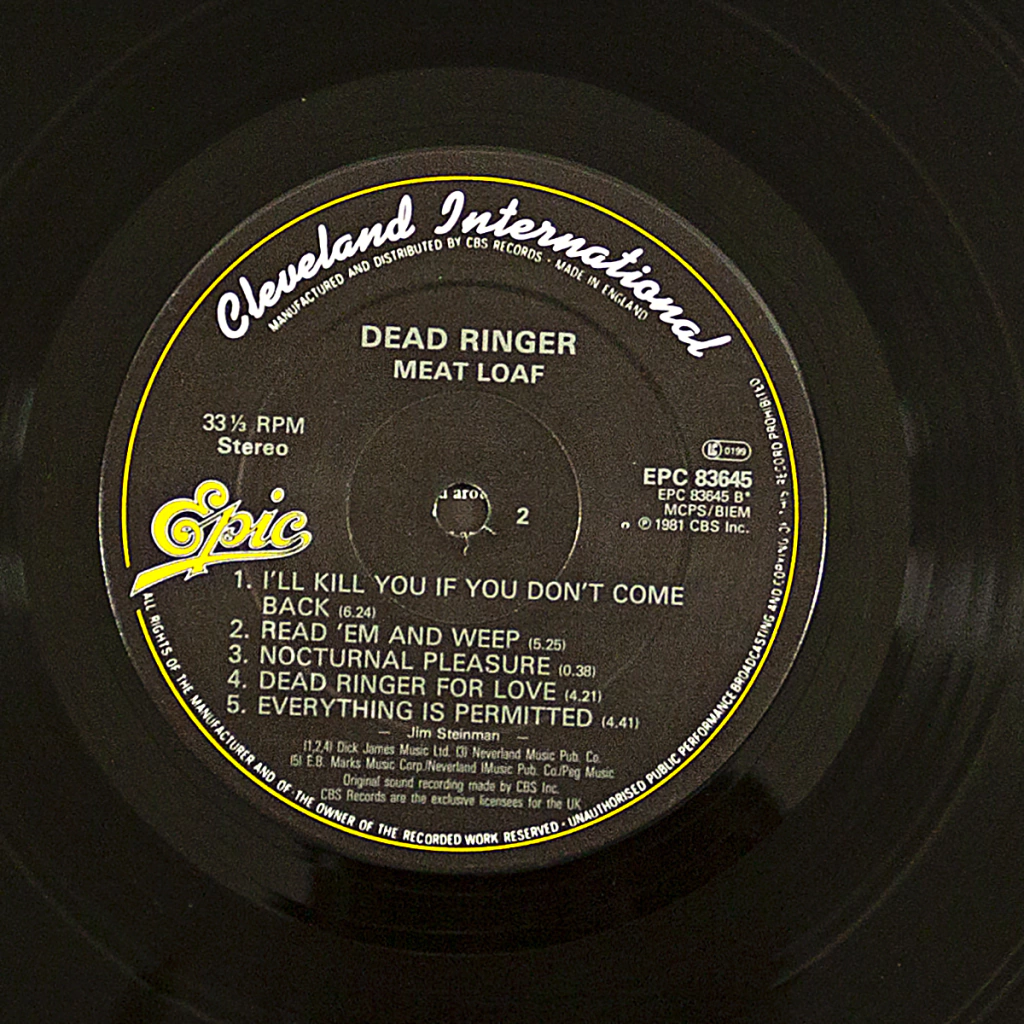 Cleveland International
MANUFACTURED AND DISTRIBUTED BY CBS RECORDS · MADE IN ENGLAND
DEAD RINGER
MEAT LOAF
33 ⅓ RPM
Stereo
0199
EPC 83645
EPC 83645 B*
MCPS/BIEM
℗ 1981 CBS Inc.
Epic
2
1. I'LL KILL YOU IF YOU DON'T COME
BACK (6.24)
2. READ 'EM AND WEEP (5.25)
3. NOCTURNAL PLEASURE (0.38)
4. DEAD RINGER FOR LOVE (4.21)
5. EVERYTHING IS PERMITTED (4.41)
— Jim Steinman —
(1,2,4) Dick James Music Ltd. (3) Neverland Music Pub. Co.
(5) E.B. Marks Music Corp./Neverland lMusic Pub. Co./Peg Music
Original sound recording made by CBS Inc.
CBS Records are the exclusive licensees for the UK
ALL RIGHTS OF THE MANUFACTURER AND OF THE OWNER OF THE RECORDED WORK RESERVED · UNAUTHORISED PUBLIC PERFORMANCE BROADCASTING AND COPYING OF THIS RECORD PROHIBITED